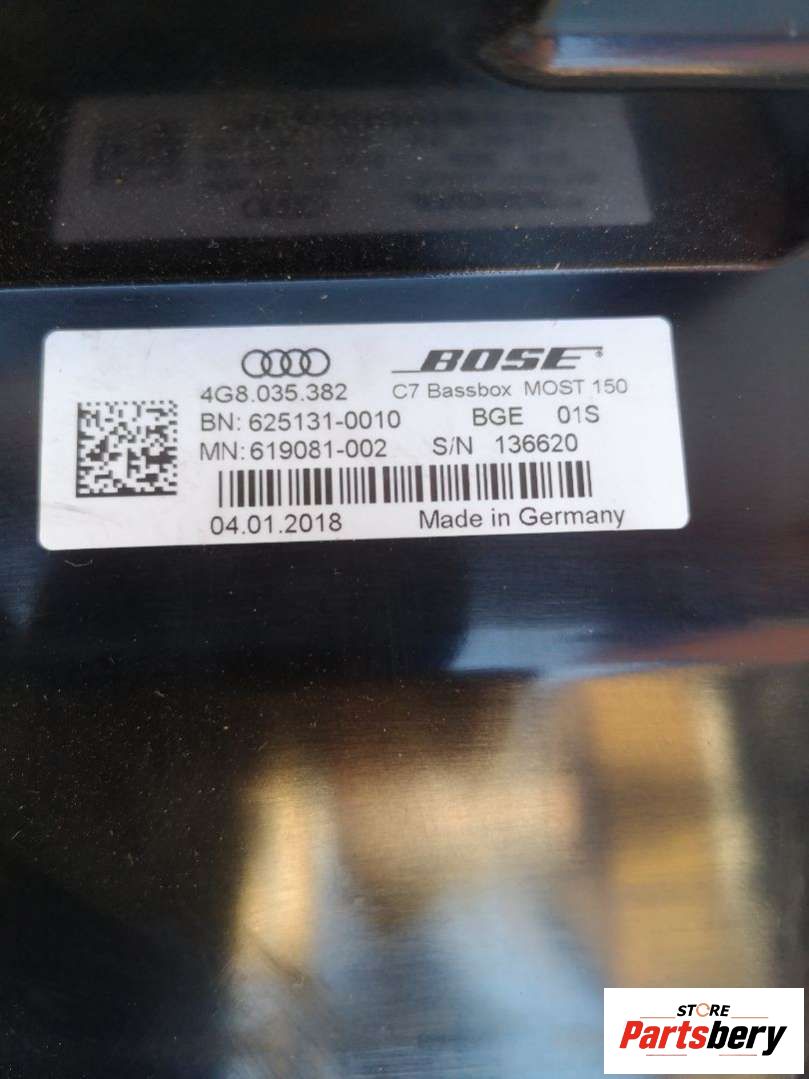 BOSE®
4G8.035.382 C7 Bassbox MOST 150
BN: 625131-0010 BGE 01S
MN: 619081-002 S/N 136620
04.01.2018 Made in Germany
STORE
Partsbery